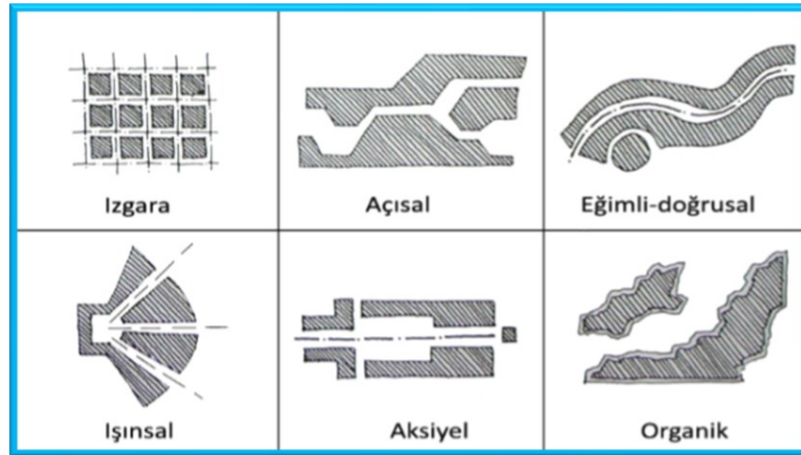 Izgara
Açısal
Eğimli-doğrusal
Işınsal
Aksiyel
Organik